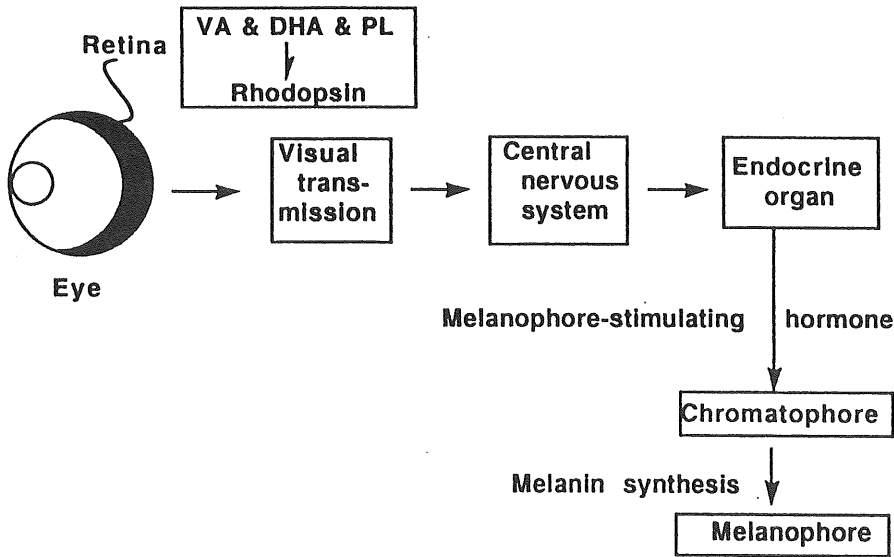 VA & DHA & PL
Retina
Rhodopsin
Visual
trans-
mission
Central
nervous
system
Endocrine
organ
Eye
Melanophore-stimulating hormone
Chromatophore
Melanin synthesis
Melanophore